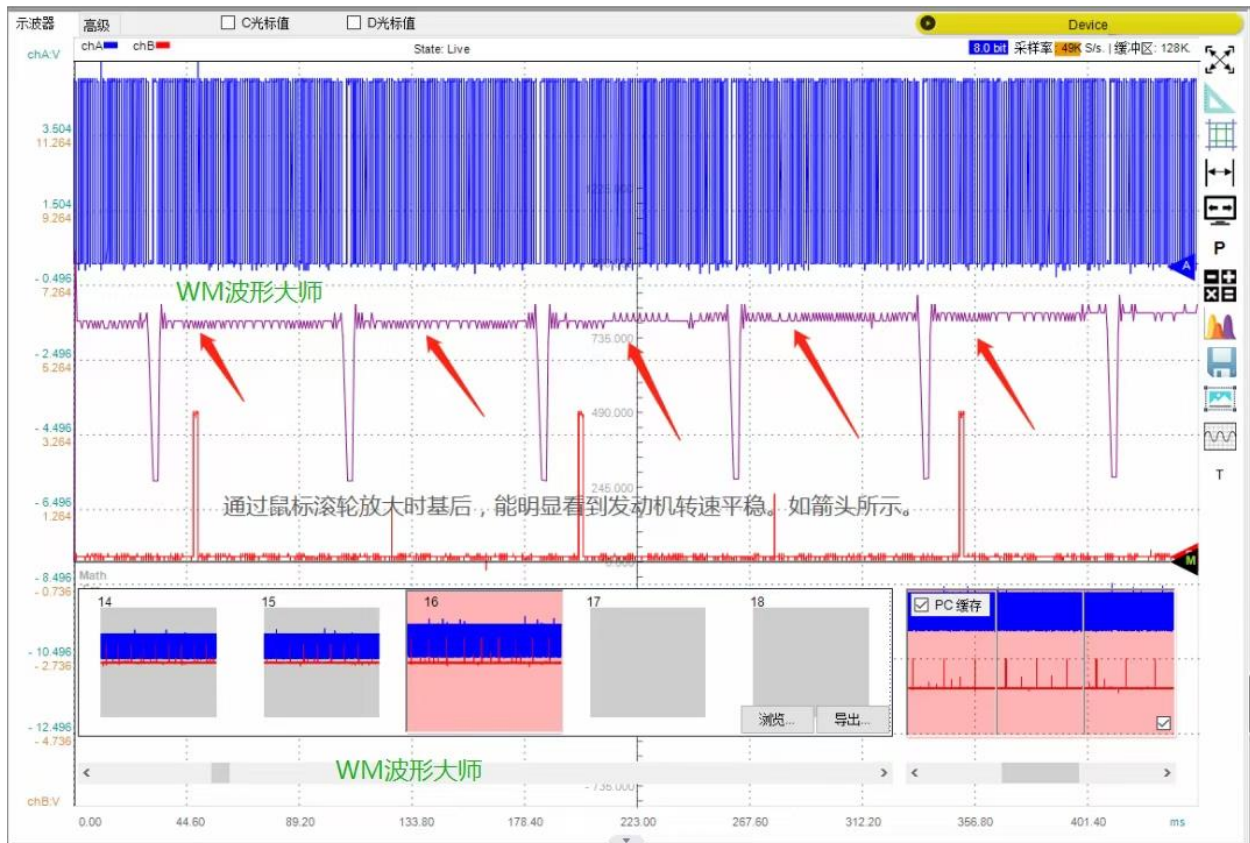 示波器
高级
C光标值
D光标值
Device
chA:V
chA
chB
State: Live
8.0 bit 采样率: 49K S/s. | 缓冲区: 128K.
3.504
11.264
1.504
9.264
- 0.496
7.264
WM波形大师
735.000
- 2.496
5.264
490.000
- 4.496
3.264
245.000
- 6.496
1.264
通过鼠标滚轮放大时基后，能明显看到发动机转速平稳。如箭头所示。
A
M
P
T
- 8.496
- 0.736
Math
14
15
16
17
18
PC 缓存
- 10.496
- 2.736
浏览...
导出...
- 12.496
- 4.736
WM波形大师
- 735.000
chB:V
0.00
44.60
89.20
133.80
178.40
223.00
267.60
312.20
356.80
401.40
ms